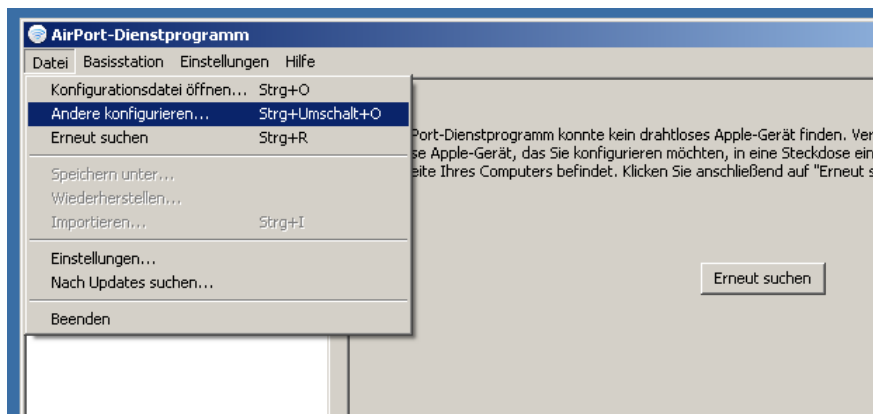 AirPort-Dienstprogramm
Datei Basisstation Einstellungen Hilfe
Konfigurationsdatei öffnen... Strg+O
Andere konfigurieren... Strg+Umschalt+O
Erneut suchen Strg+R
Speichern unter...
Wiederherstellen...
Importieren... Strg+I
Einstellungen...
Nach Updates suchen...
Beenden
Port-Dienstprogramm konnte kein drahtloses Apple-Gerät finden. Ver
se Apple-Gerät, das Sie konfigurieren möchten, in eine Steckdose ein
eite Ihres Computers befindet. Klicken Sie anschließend auf "Erneut s
Erneut suchen